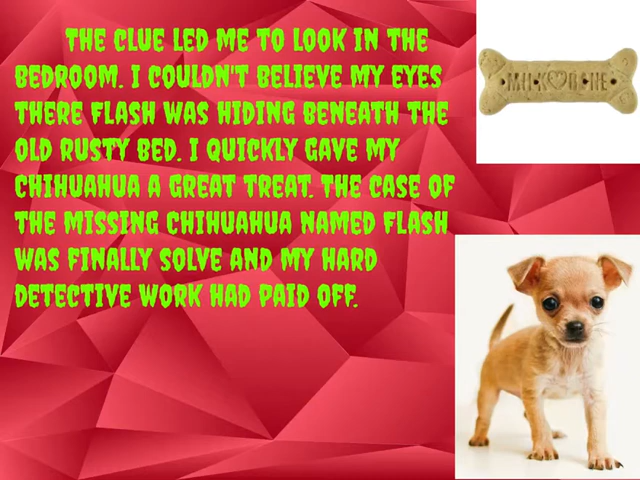 THE CLUE LED ME TO LOOK IN THE
BEDROOM. I COULDN'T BELIEVE MY EYES
THERE FLASH WAS HIDING BENEATH THE
OLD RUSTY BED. I QUICKLY GAVE MY
CHIHUAHUA A GREAT TREAT. THE CASE OF
THE MISSING CHIHUAHUA NAMED FLASH
WAS FINALLY SOLVE AND MY HARD
DETECTIVE WORK HAD PAID OFF.
MILK BONE